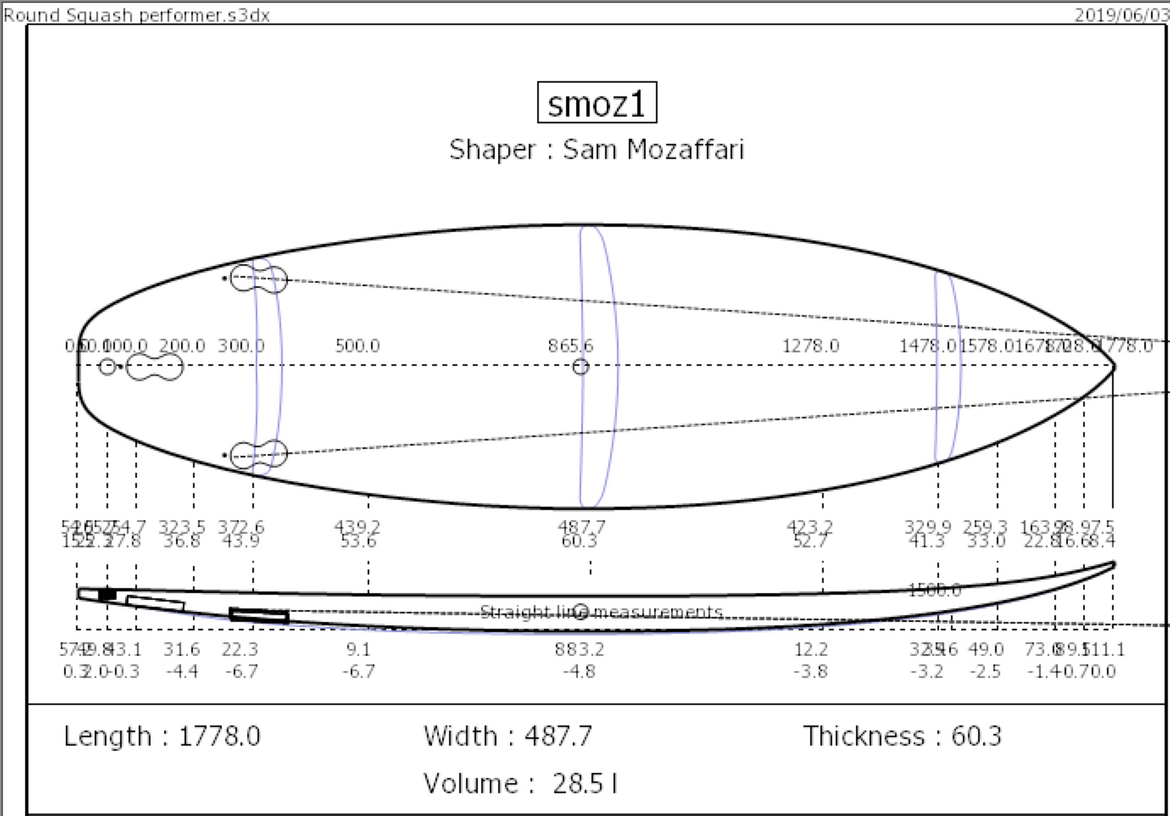 Round Squash performer.s3dx 2019/06/03
smoz1
Shaper : Sam Mozaffari
200.0 300.0 500.0 865.6 1278.0 1478.0 1578.0 1778.0
323.5 372.6 439.2 487.7 423.2 329.9 259.3
27.8 36.8 43.9 53.6 60.3 52.7 41.3 33.0
1500.0
Straight line measurements
31.6 22.3 9.1 883.2 12.2 49.0
-0.3 -4.4 -6.7 -6.7 -4.8 -3.8 -3.2 -2.5 -1.4
Length : 1778.0 Width : 487.7 Thickness : 60.3
Volume : 28.5 l